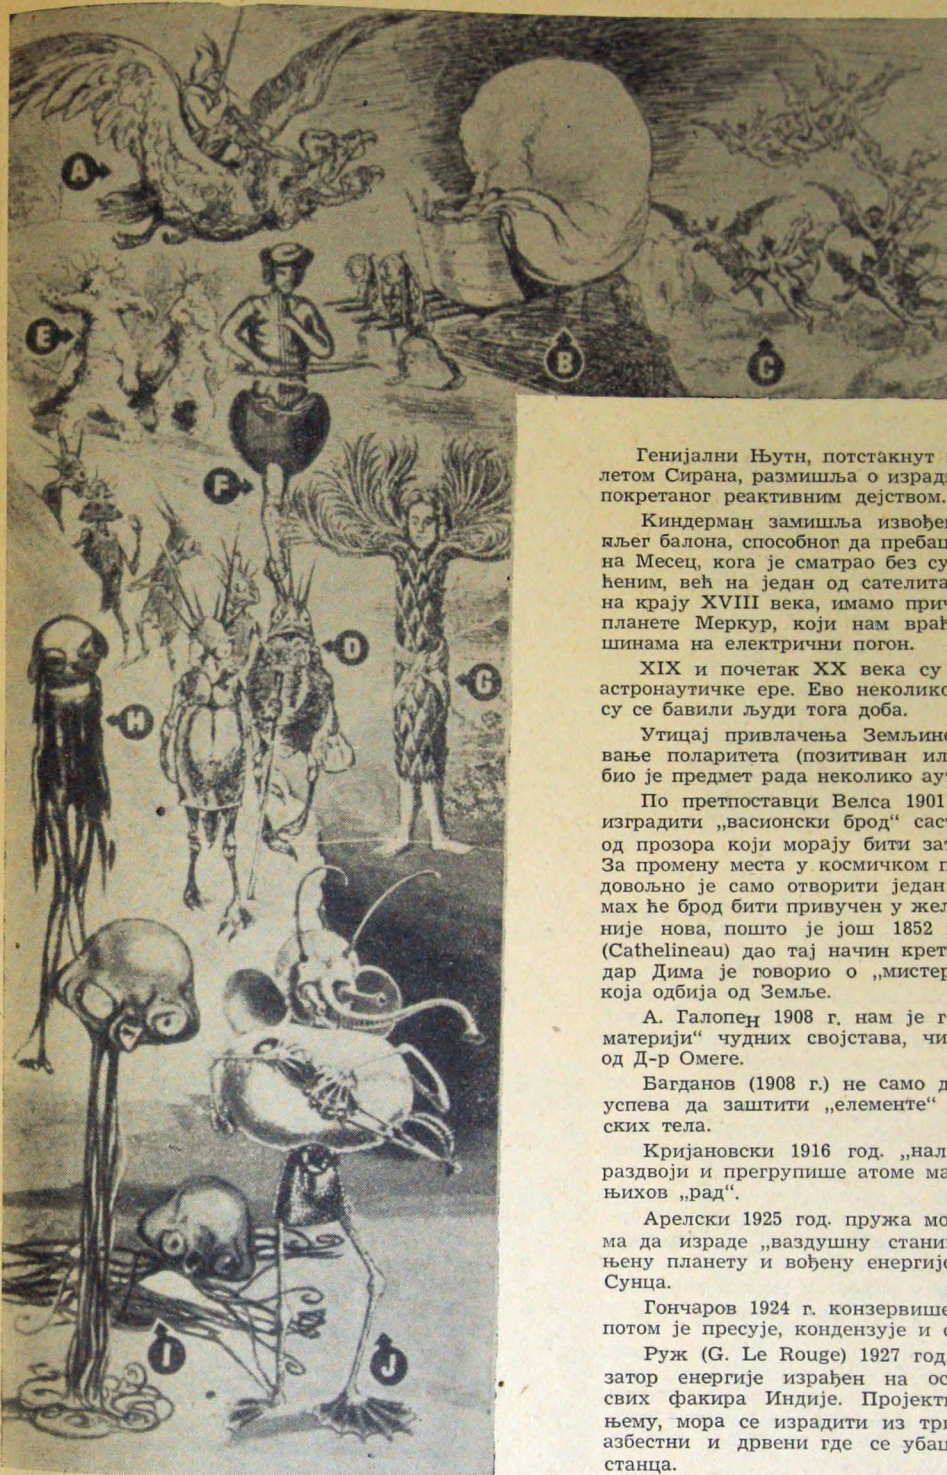 A
B
C
E
F
D
G
H
I
J
Генијални Њутн, потстакнут
летом Сирана, размишља о изради
покретаног реактивним дејством.
Киндерман замишља извође
њљег балона, способног да пребац
на Месец, кога је сматрао без су
ћеним, већ на један од сателита
на крају XVIII века, имамо прич
планете Меркур, који нам враћ
шинама на електрични погон.
XIX и почетак XX века су
астронаутичке ере. Ево неколико
су се бавили људи тога доба.
Утицај привлачења Земљино
вање поларитета (позитиван ил
био је предмет рада неколико ау
По претпоставци Велса 1901
изградити „васионски брод“ саст
од прозора који морају бити зат
За промену места у космичком п
довољно је само отворити један
мах ће брод бити привучен у жел
није нова, пошто је још 1852
(Cathelineau) дао тај начин крет
дар Дима је говорио о „мистер
која одбија од Земље.
А. Галопен 1908 г. нам је г
материји“ чудних својстава, чи
од Д-р Омеге.
Багданов (1908 г.) не само д
успева да заштити „елементе“
ских тела.
Кријановски 1916 год. „нал
раздвоји и прегрупише атоме ма
њихов „рад“.
Арелски 1925 год. пружа мо
ма да израде „ваздушну стани
њену планету и вођену енергијо
Сунца.
Гончаров 1924 г. конзервише
потом је пресује, кондензује и
Руж (G. Le Rouge) 1927 год
затор енергије израђен на ос
свих факира Индије. Пројект
њему, мора се израдити из тр
азбестни и дрвени где се убац
станца.